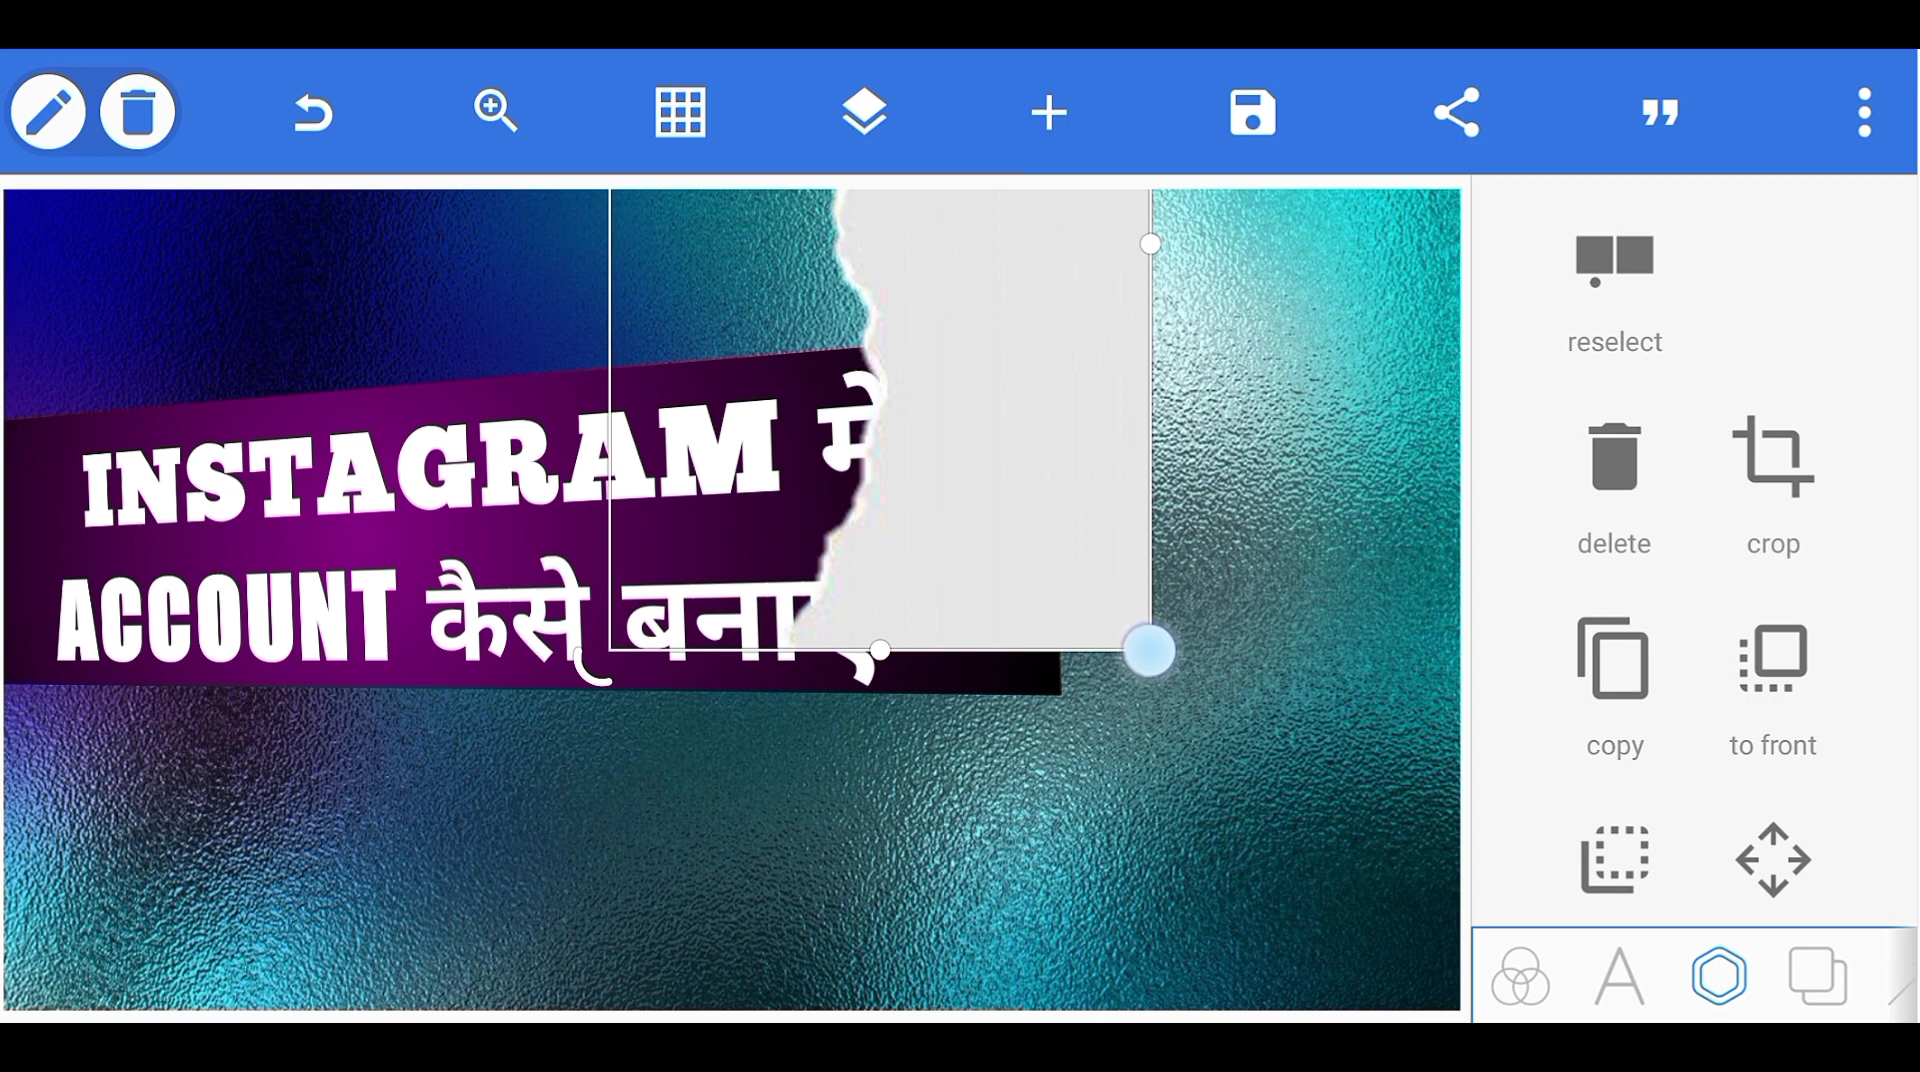 INSTAGRAM में
ACCOUNT कैसे बनाए
reselect
delete
crop
copy
to front